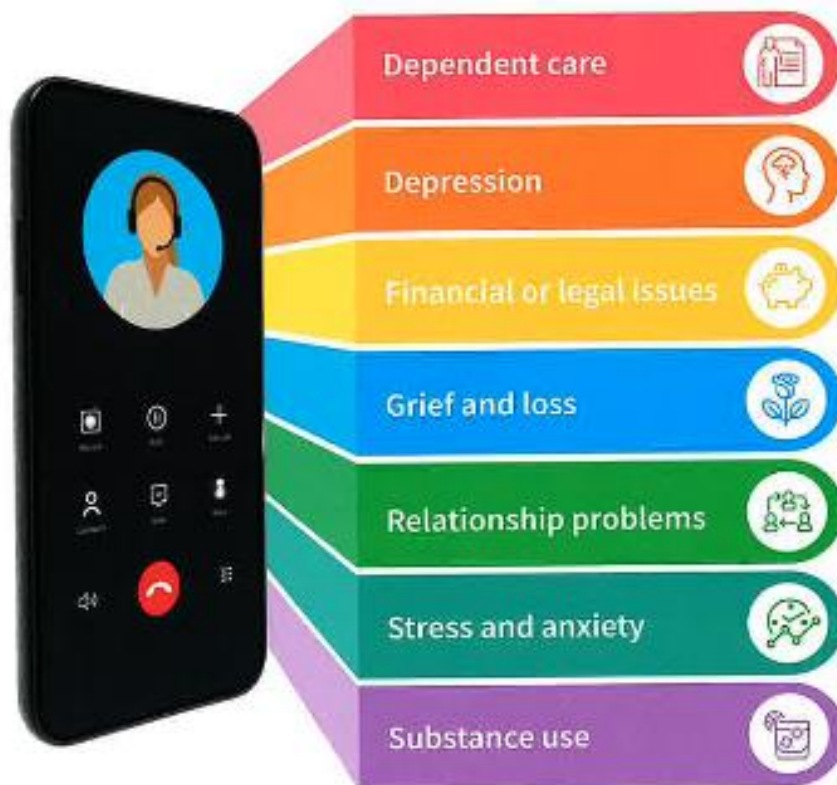 Dependent care
Depression
Financial or legal issues
Grief and loss
Relationship problems
Stress and anxiety
Substance use